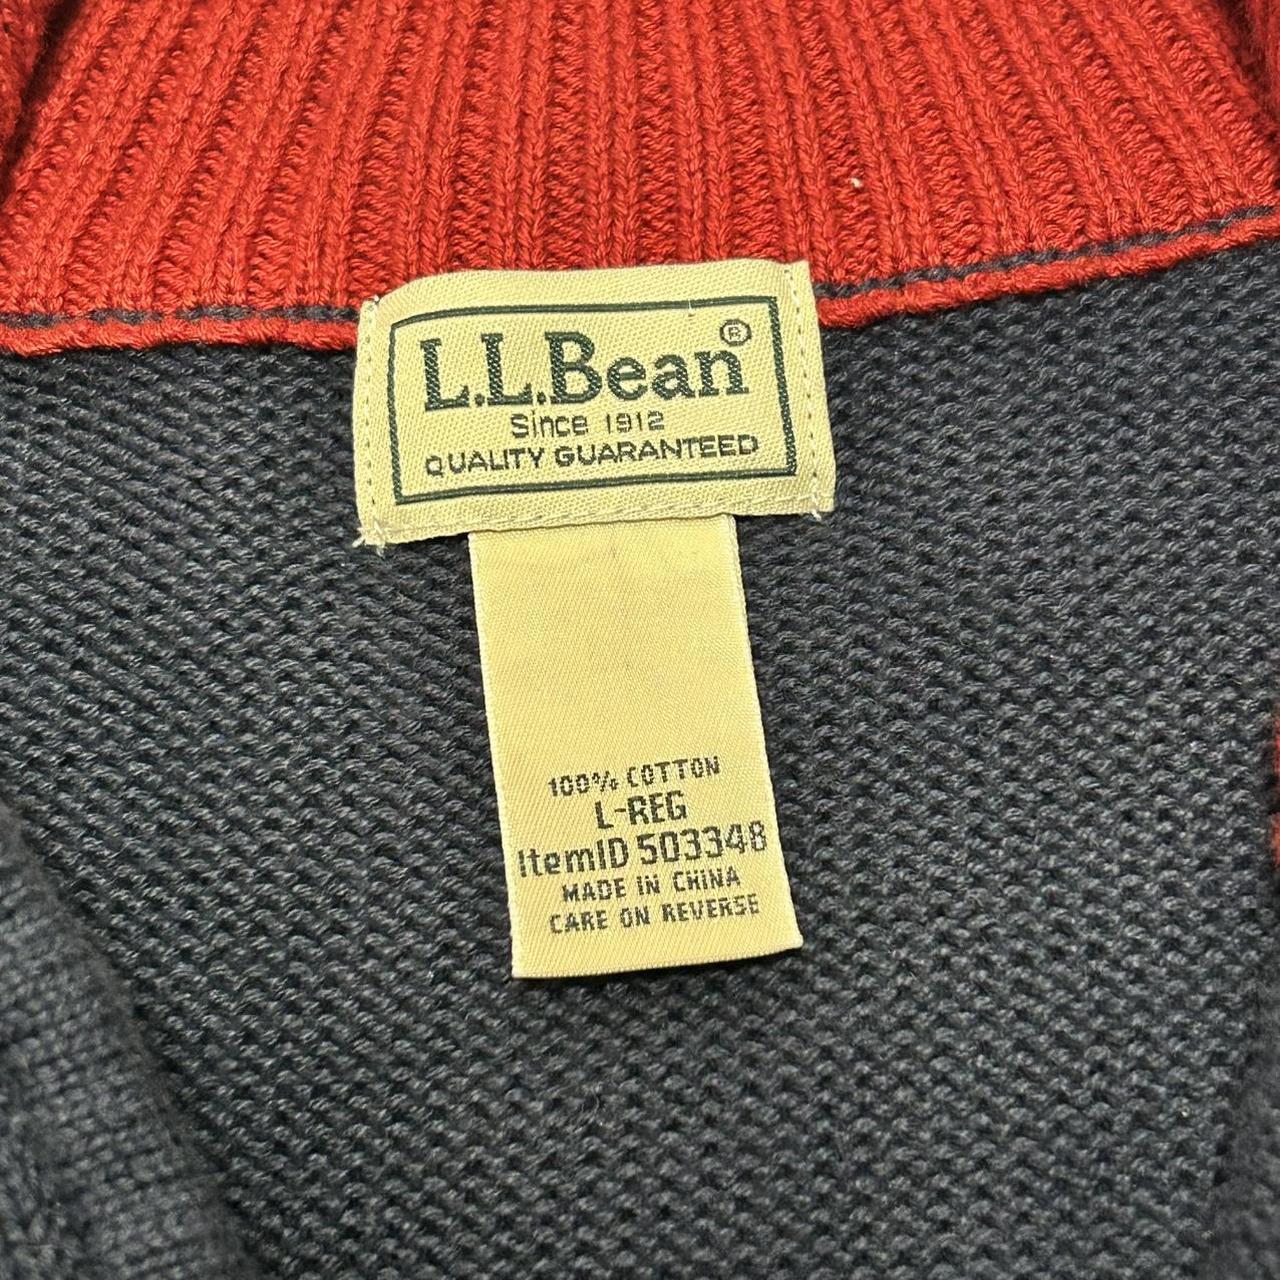 L.L.Bean®
Since 1912
QUALITY GUARANTEED
100% COTTON
L-REG
ItemID 503348
MADE IN CHINA
CARE ON REVERSE